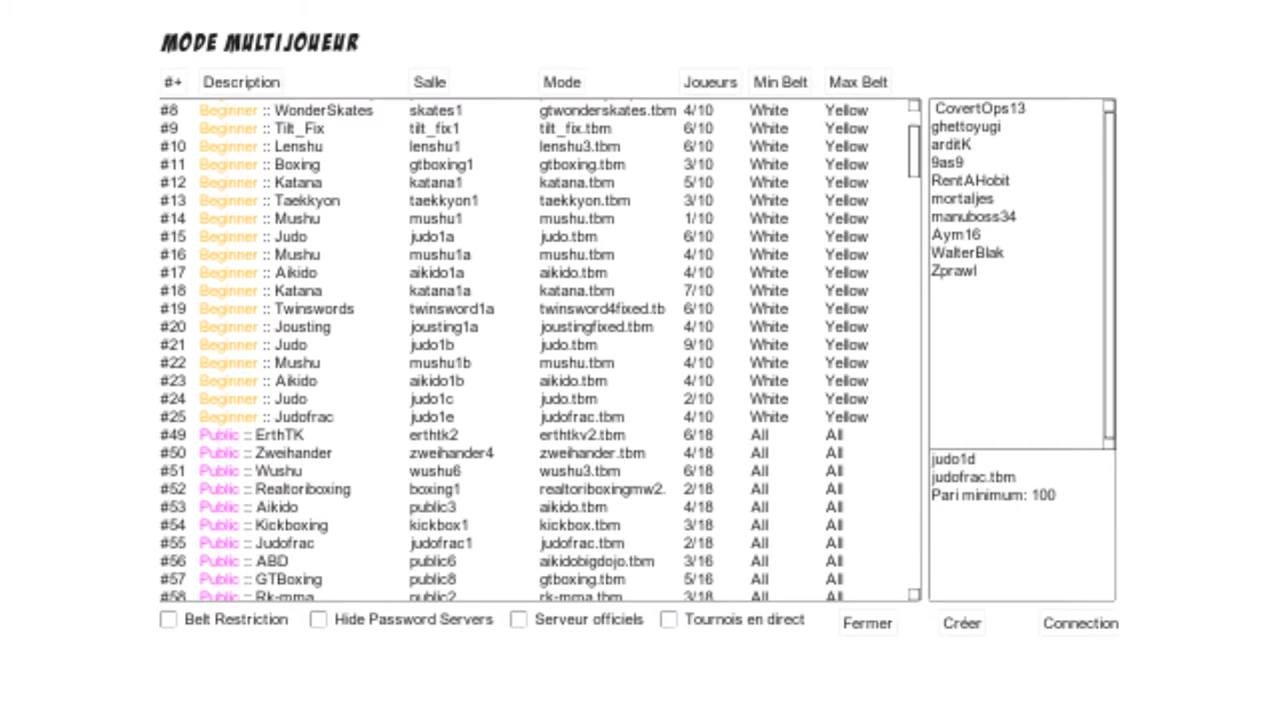 MODE MULTIJOUEUR
#+ Description Salle Mode Joueurs Min Belt Max Belt
#8 Beginner :: WonderSkates skates1 gtwonderskates.tbm 4/10 White Yellow
#9 Beginner :: Tilt_Fix tilt_fix1 tilt_fix.tbm 6/10 White Yellow
#10 Beginner :: Lenshu lenshu1 lenshu3.tbm 6/10 White Yellow
#11 Beginner :: Boxing gtboxing1 gtboxing.tbm 3/10 White Yellow
#12 Beginner :: Katana katana1 katana.tbm 5/10 White Yellow
#13 Beginner :: Taekkyon taekkyon1 taekkyon.tbm 3/10 White Yellow
#14 Beginner :: Mushu mushu1 mushu.tbm 1/10 White Yellow
#15 Beginner :: Judo judo1a judo.tbm 6/10 White Yellow
#16 Beginner :: Mushu mushu1a mushu.tbm 4/10 White Yellow
#17 Beginner :: Aikido aikido1a aikido.tbm 4/10 White Yellow
#18 Beginner :: Katana katana1a katana.tbm 7/10 White Yellow
#19 Beginner :: Twinswords twinsword1a twinsword4fixed.tb 6/10 White Yellow
#20 Beginner :: Jousting jousting1a joustingfixed.tbm 4/10 White Yellow
#21 Beginner :: Judo judo1b judo.tbm 9/10 White Yellow
#22 Beginner :: Mushu mushu1b mushu.tbm 4/10 White Yellow
#23 Beginner :: Aikido aikido1b aikido.tbm 4/10 White Yellow
#24 Beginner :: Judo judo1c judo.tbm 2/10 White Yellow
#25 Beginner :: Judofrac judo1e judofrac.tbm 4/10 White Yellow
#49 Public :: ErthTK erthtk2 erthtkv2.tbm 6/18 All All
#50 Public :: Zweihander zweihander4 zweihander.tbm 4/18 All All
#51 Public :: Wushu wushu6 wushu3.tbm 6/18 All All
#52 Public :: Realtoriboxing boxing1 realtoriboxingmw2. 2/18 All All
#53 Public :: Aikido public3 aikido.tbm 4/18 All All
#54 Public :: Kickboxing kickbox1 kickbox.tbm 3/18 All All
#55 Public :: Judofrac judofrac1 judofrac.tbm 2/18 All All
#56 Public :: ABD public6 aikidobigdojo.tbm 3/16 All All
#57 Public :: GTBoxing public8 gtboxing.tbm 5/16 All All
#58 Public :: Rk-mma public2 rk-mma.tbm 3/18 All All
CovertOps13
ghettoyugi
arditK
9as9
RentAHobit
mortaljes
manuboss34
Aym16
WalterBlak
Zprawl
judo1d
judofrac.tbm
Pari minimum: 100
Belt Restriction Hide Password Servers Serveur officiels Tournois en direct Fermer Créer Connection